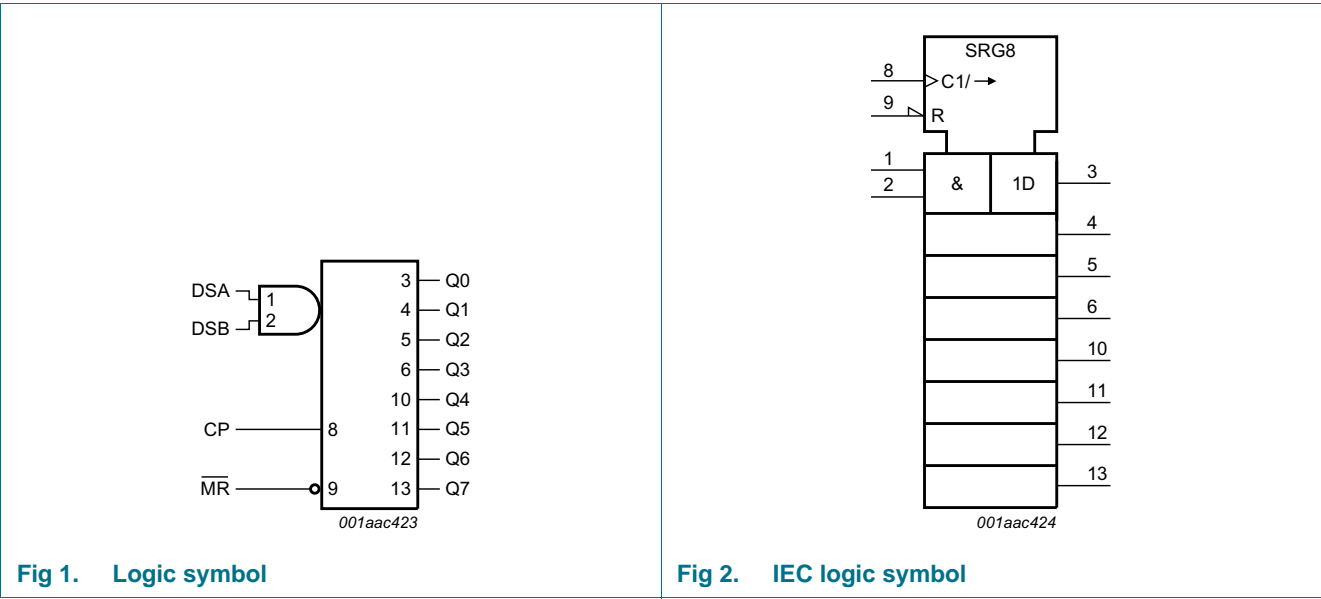 DSA
DSB
1
2
CP
8
MR
9
3
Q0
4
Q1
5
Q2
6
Q3
10
Q4
11
Q5
12
Q6
13
Q7
001aac423
Fig 1. Logic symbol
SRG8
8
C1/→
9
R
1
2
&
1D
3
4
5
6
10
11
12
13
001aac424
Fig 2. IEC logic symbol